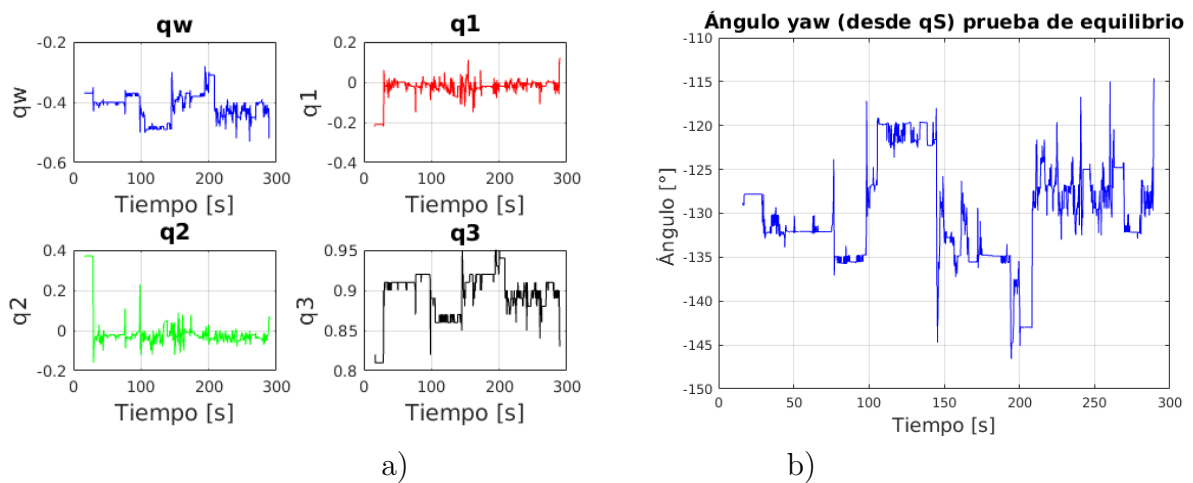 qw
-0.2
-0.4
-0.6
qw
0 100 200 300
Tiempo [s]
q1
0.2
0
-0.2
-0.4
q1
0 100 200 300
Tiempo [s]
q2
0.4
0.2
0
-0.2
q2
0 100 200 300
Tiempo [s]
q3
0.95
0.9
0.85
0.8
q3
0 100 200 300
Tiempo [s]
a)
Ángulo yaw (desde qS) prueba de equilibrio
-110
-115
-120
-125
-130
-135
-140
-145
-150
Ángulo [°]
0 50 100 150 200 250 300
Tiempo [s]
b)